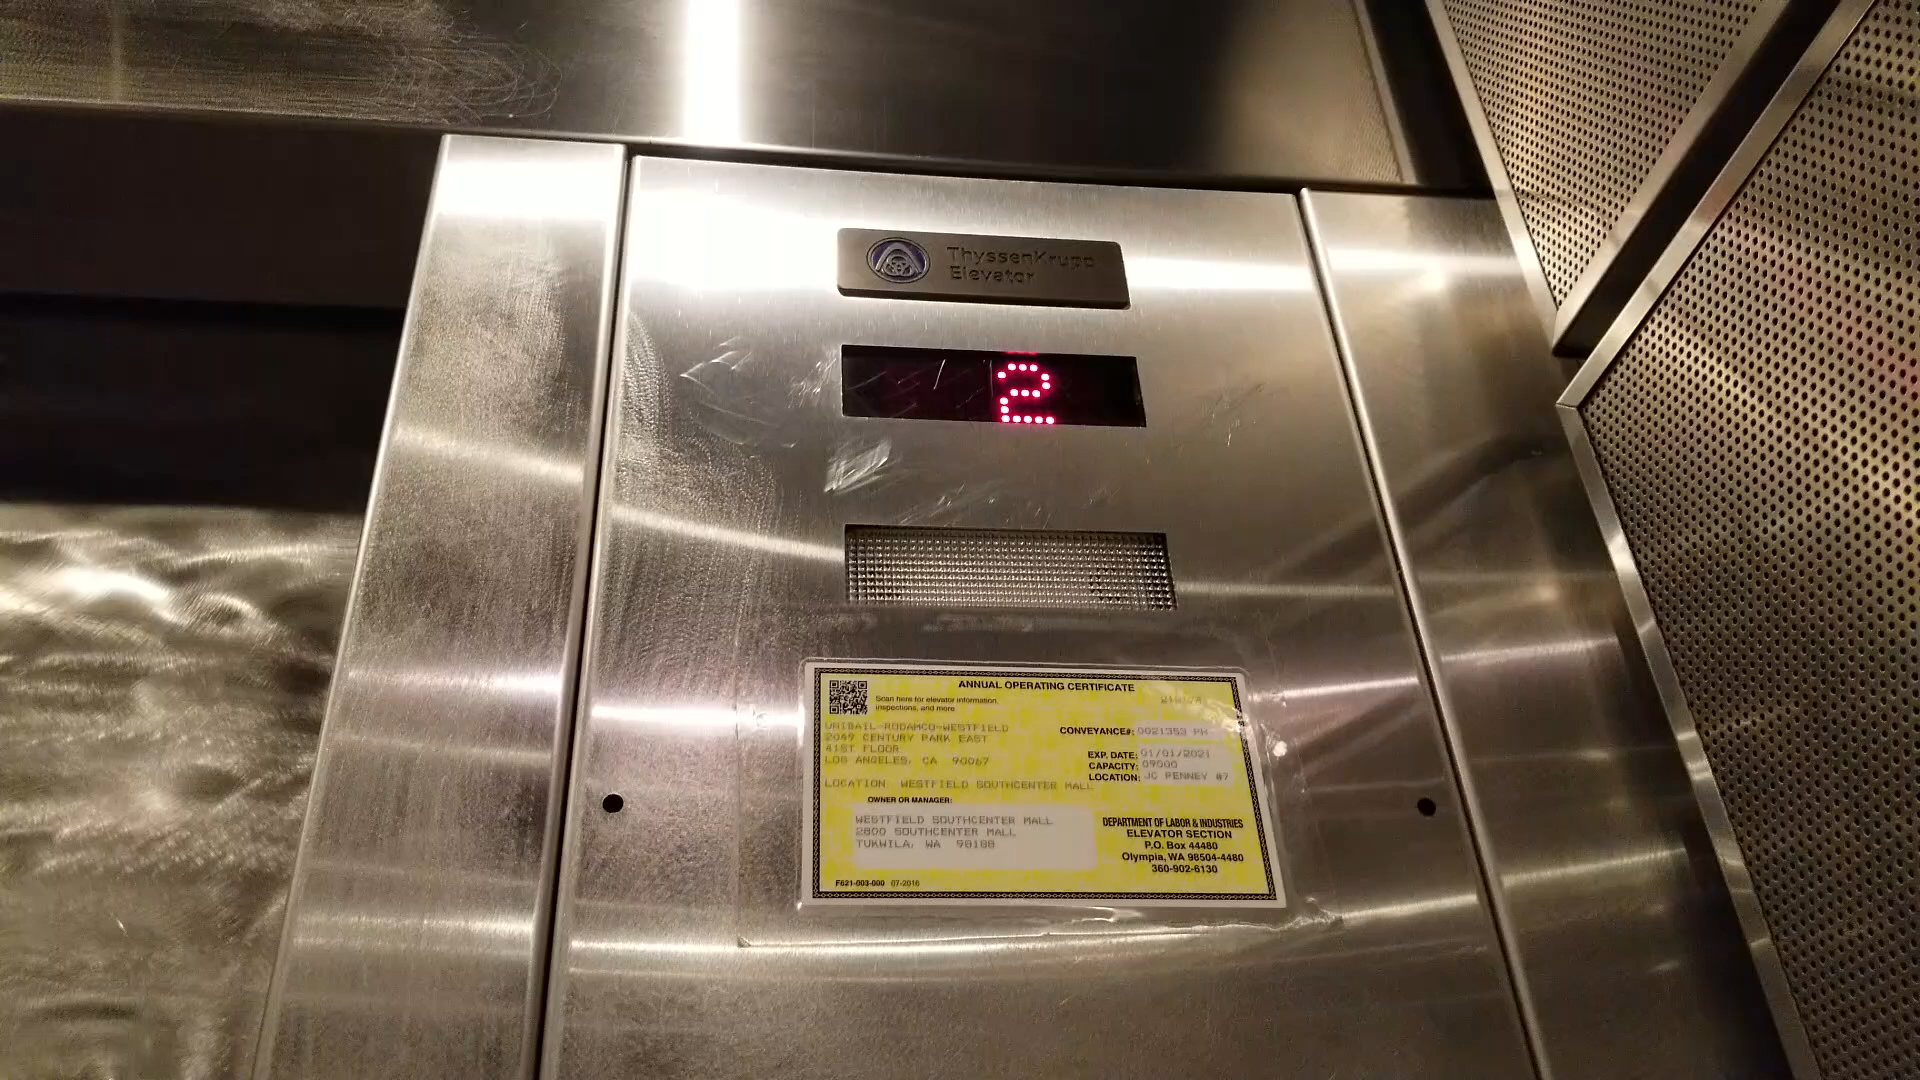 ThyssenKrupp
Elevator
2
ANNUAL OPERATING CERTIFICATE
Scan here for elevator information,
inspections, and more
UNIBAIL-RODAMCO-WESTFIELD
2049 CENTURY PARK EAST
41ST FLOOR
LOS ANGELES, CA 90067
CONVEYANCE#: 0021353 PH
EXP. DATE: 01/01/2021
CAPACITY: 09000
LOCATION: JC PENNEY #7
LOCATION WESTFIELD SOUTHCENTER MALL
OWNER OR MANAGER:
WESTFIELD SOUTHCENTER MALL
2800 SOUTHCENTER MALL
TUKWILA, WA 98188
DEPARTMENT OF LABOR & INDUSTRIES
ELEVATOR SECTION
P.O. Box 44480
Olympia, WA 98504-4480
360-902-6130
F621-003-000 07-2016